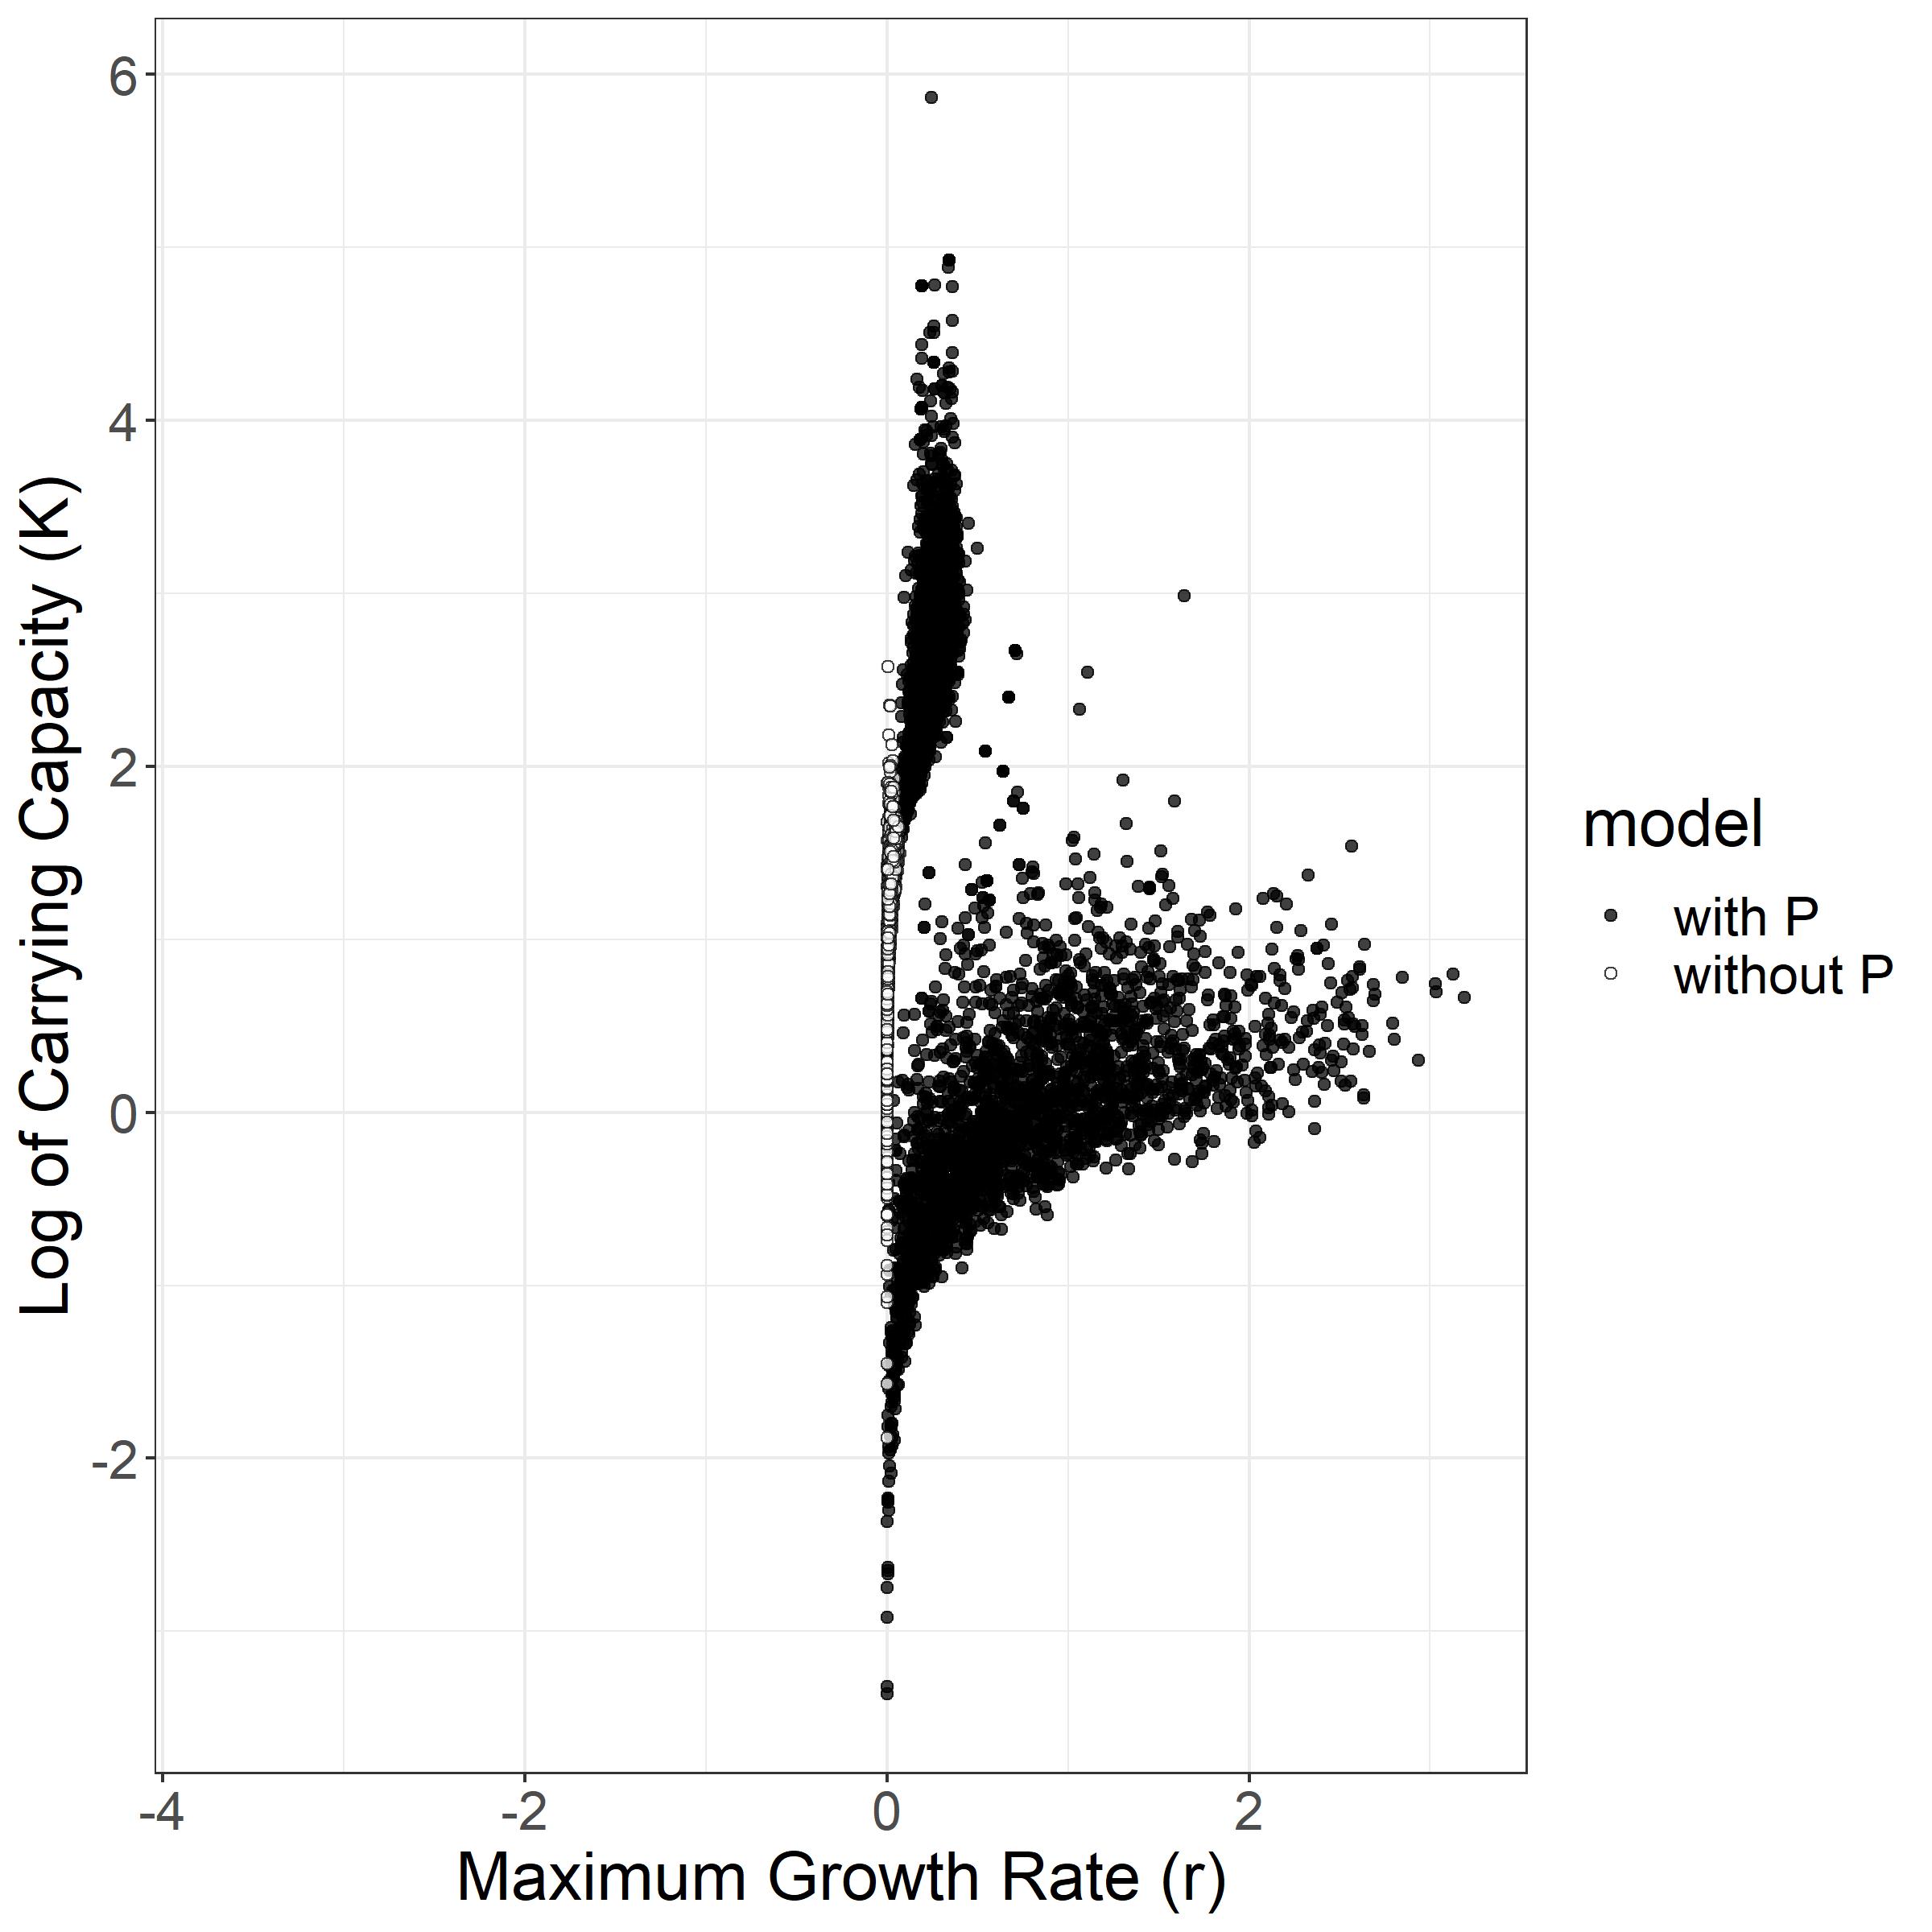 Log of Carrying Capacity (K)
6
4
2
0
-2
-4
-2
0
2
Maximum Growth Rate (r)
model
with P
without P